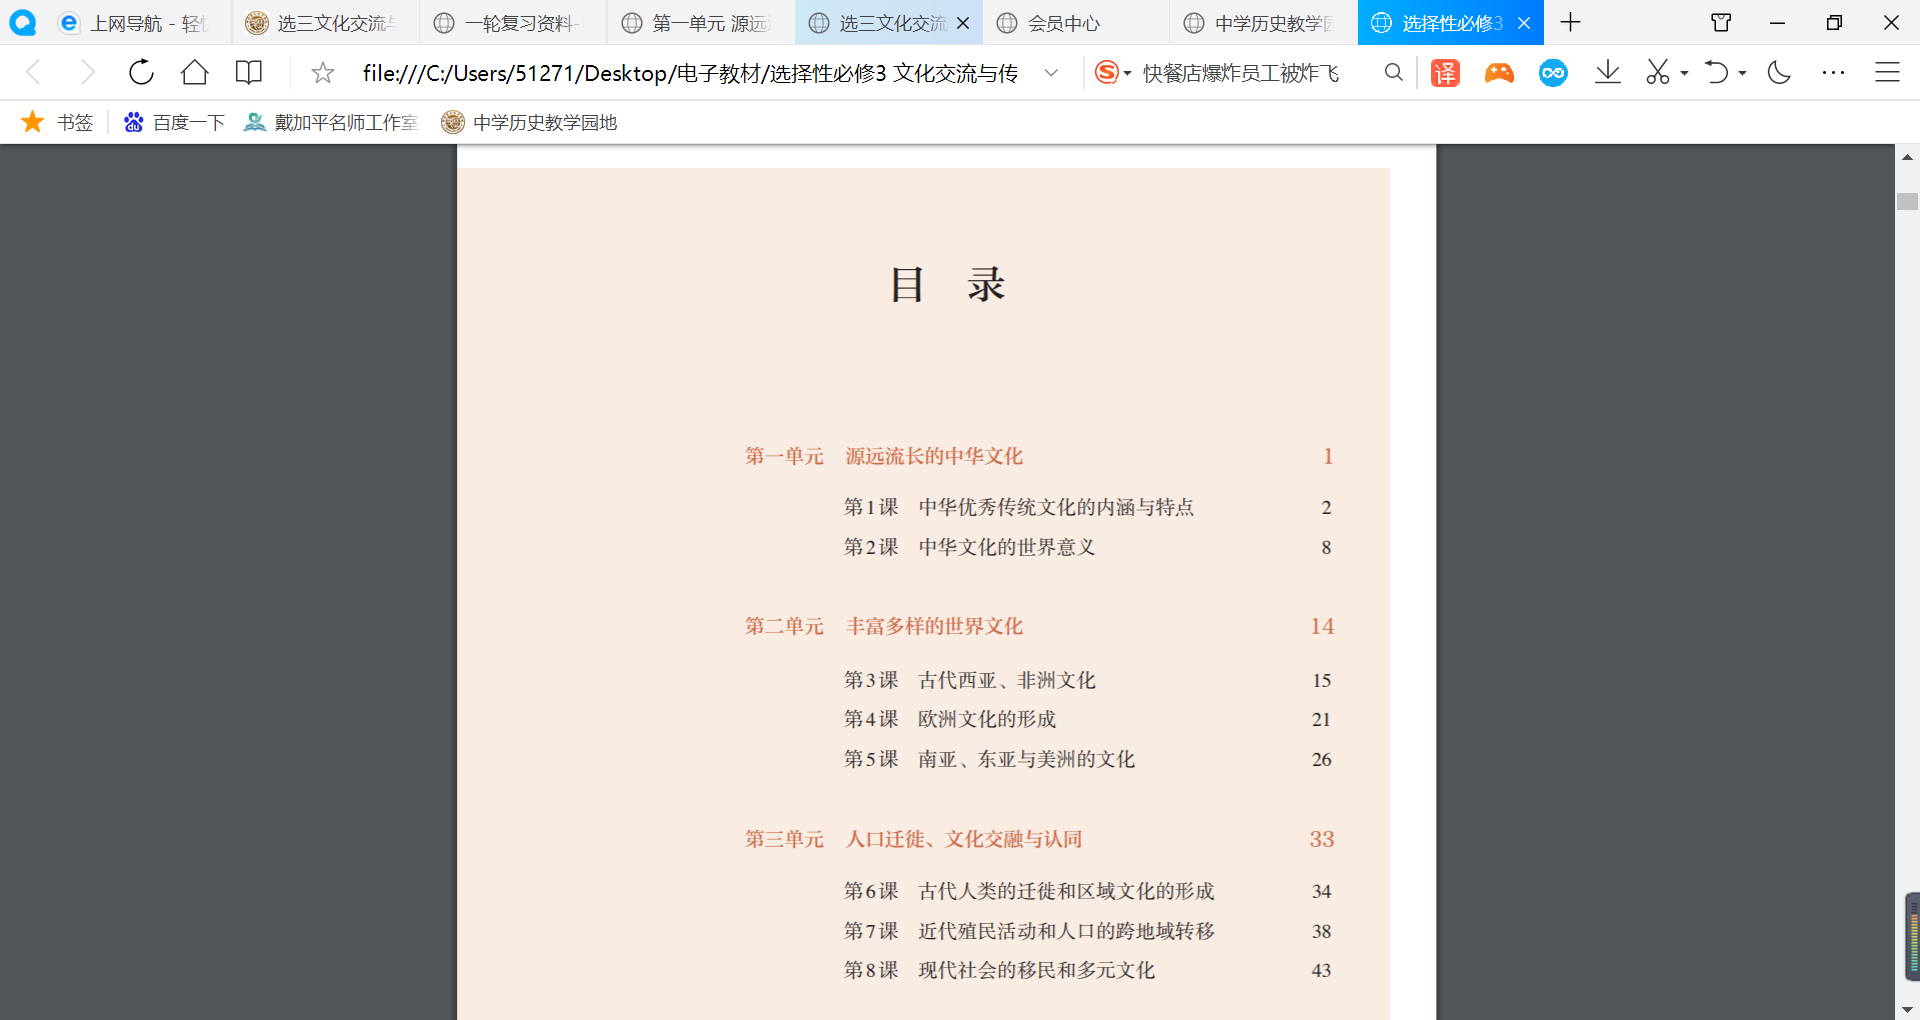 上网导航 - 轻快
选三文化交流与
一轮复习资料-
第一单元 源远流
选三文化交流
会员中心
中学历史教学园
选择性必修3
file:///C:/Users/51271/Desktop/电子教材/选择性必修3 文化交流与传
快餐店爆炸员工被炸飞
译
书签
百度一下
戴加平名师工作室
中学历史教学园地
目 录
第一单元 源远流长的中华文化 1
第1课 中华优秀传统文化的内涵与特点 2
第2课 中华文化的世界意义 8
第二单元 丰富多样的世界文化 14
第3课 古代西亚、非洲文化 15
第4课 欧洲文化的形成 21
第5课 南亚、东亚与美洲的文化 26
第三单元 人口迁徙、文化交融与认同 33
第6课 古代人类的迁徙和区域文化的形成 34
第7课 近代殖民活动和人口的跨地域转移 38
第8课 现代社会的移民和多元文化 43